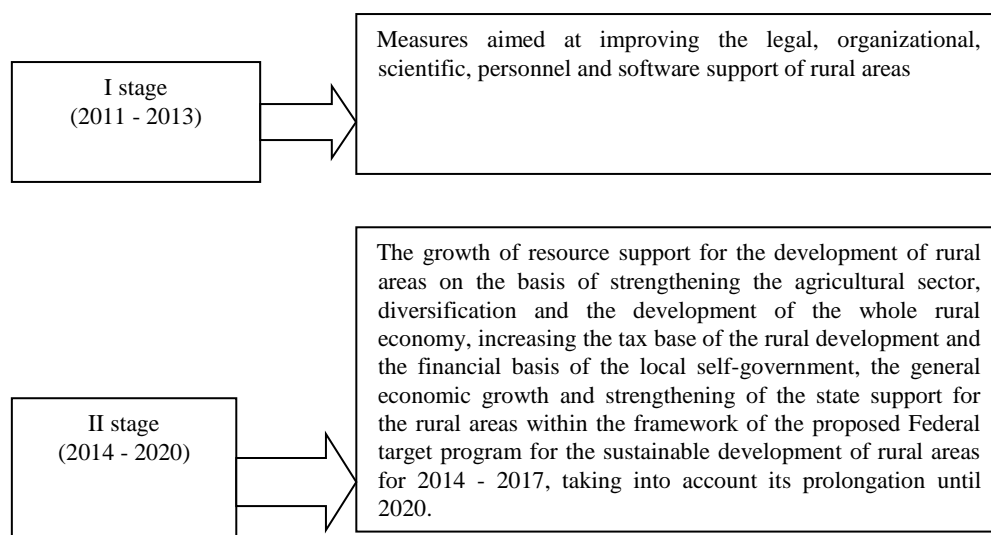 I stage
(2011 - 2013)
Measures aimed at improving the legal, organizational,
scientific, personnel and software support of rural areas
II stage
(2014 - 2020)
The growth of resource support for the development of rural
areas on the basis of strengthening the agricultural sector,
diversification and the development of the whole rural
economy, increasing the tax base of the rural development and
the financial basis of the local self-government, the general
economic growth and strengthening of the state support for
the rural areas within the framework of the proposed Federal
target program for the sustainable development of rural areas
for 2014 - 2017, taking into account its prolongation until
2020.